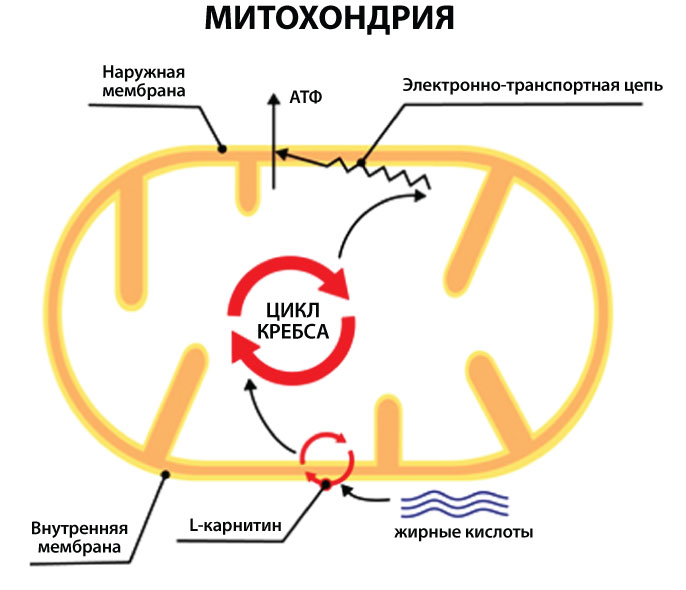 МИТОХОНДРИЯ
Наружная
мембрана
АТФ
Электронно-транспортная цепь
ЦИКЛ
КРЕБСА
Внутренняя
мембрана
L-карнитин
жирные кислоты